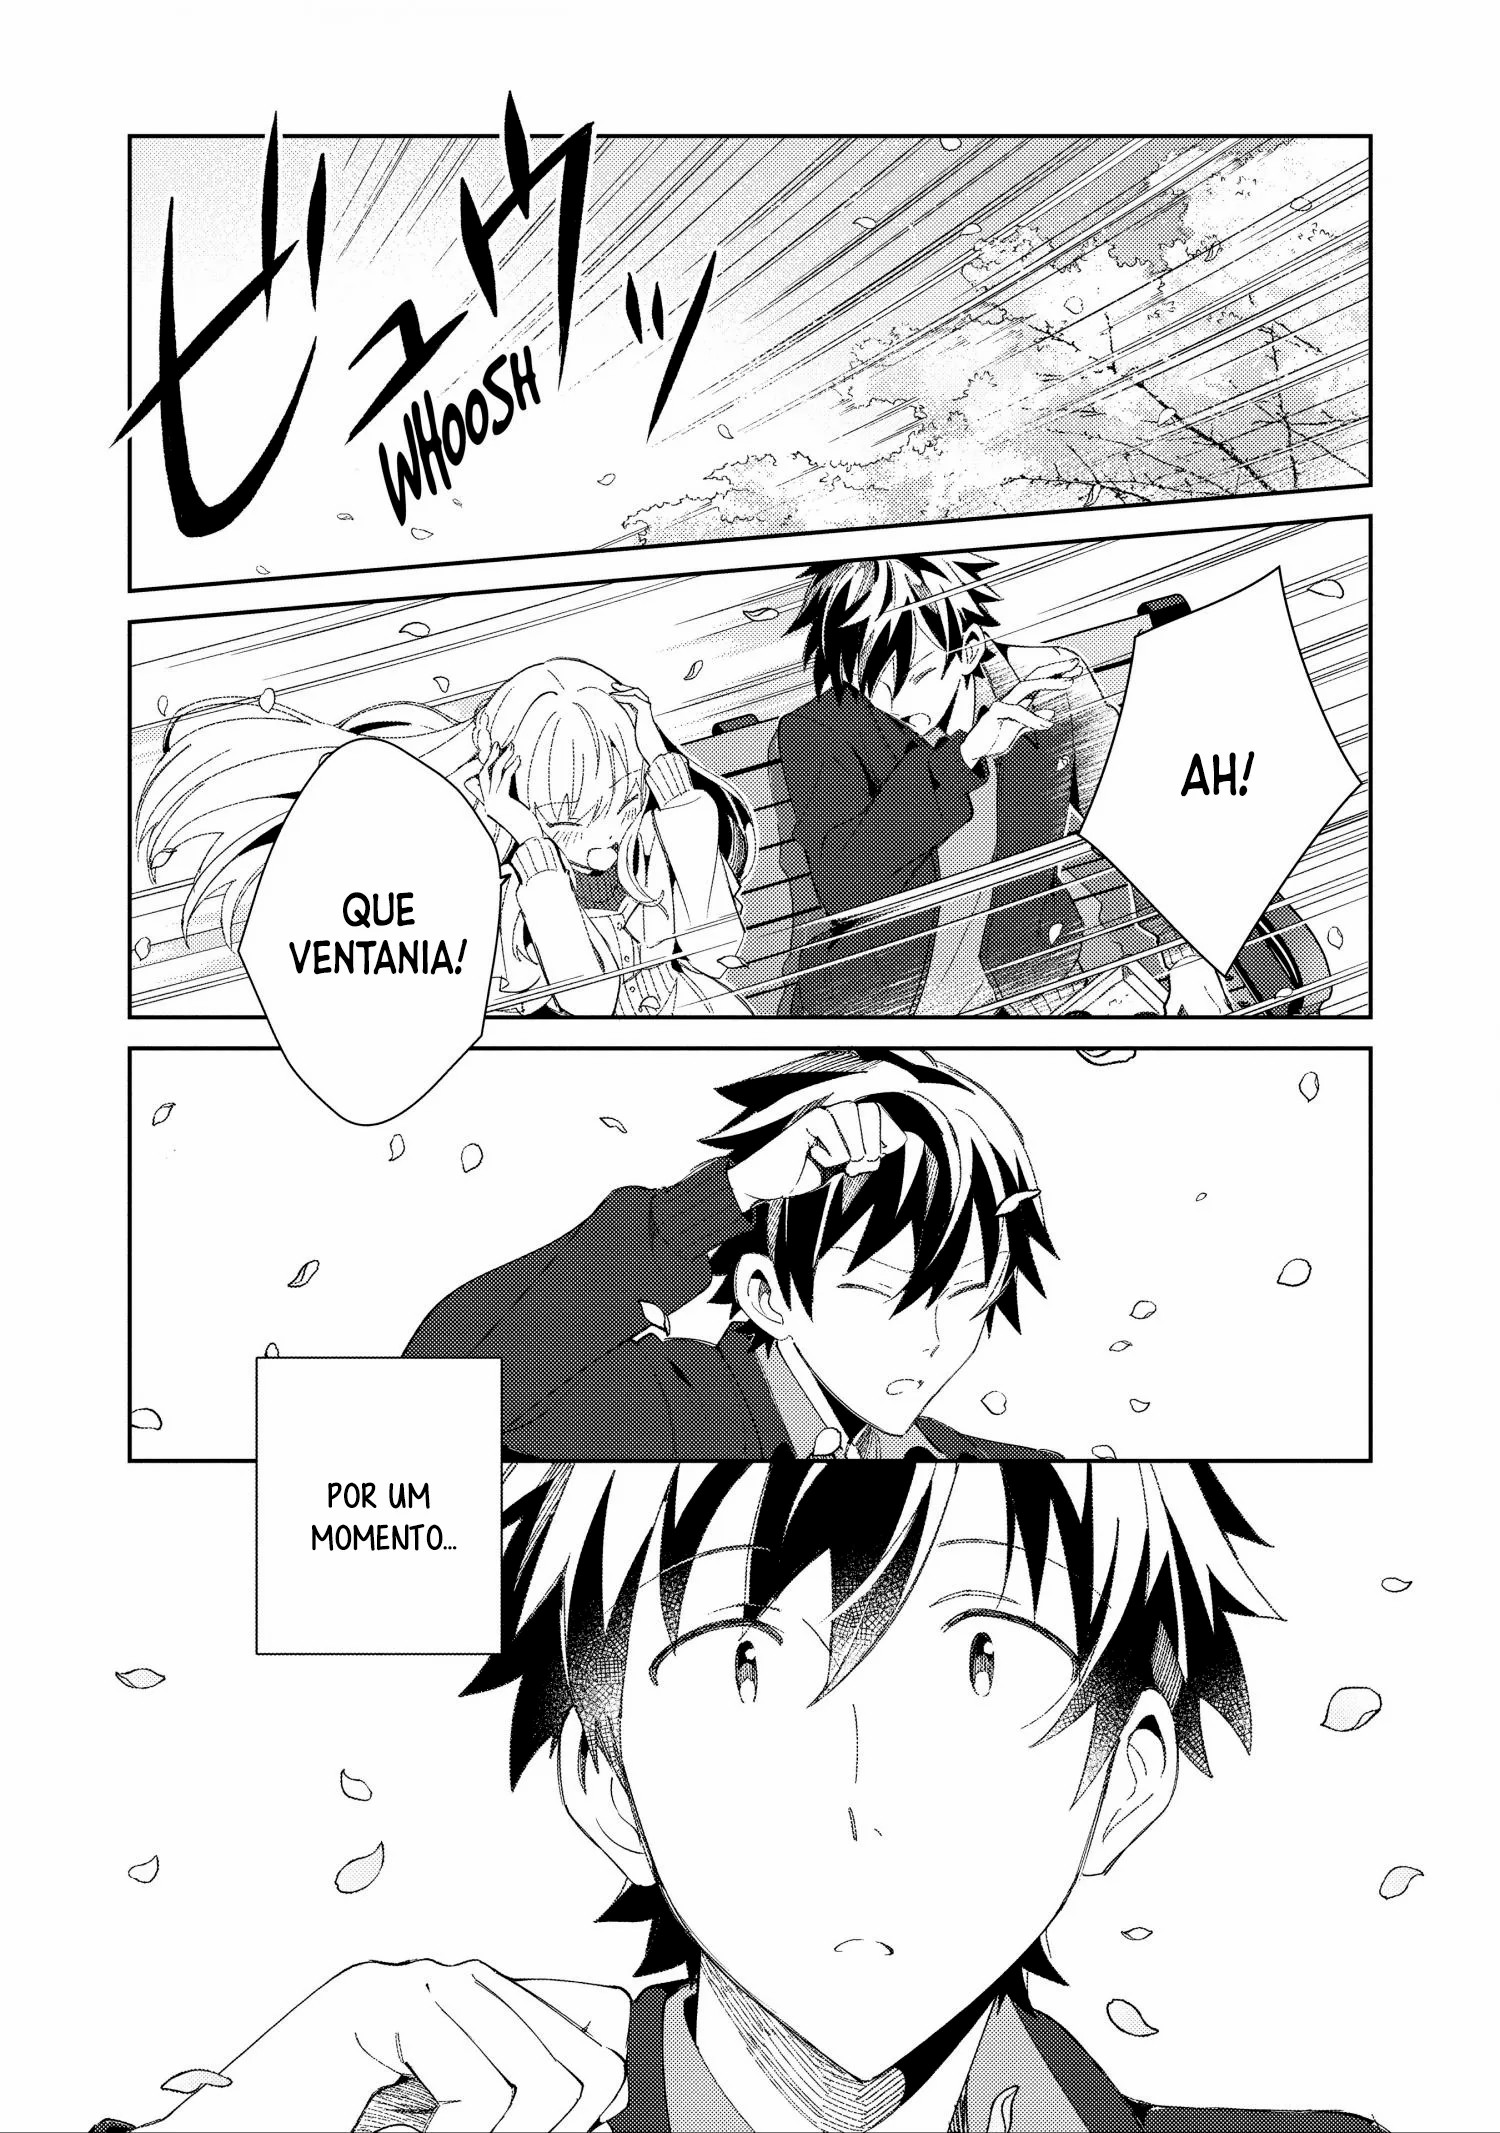 ビュウッ
WHOOSH
AH!
QUE
VENTANIA!
POR UM
MOMENTO...